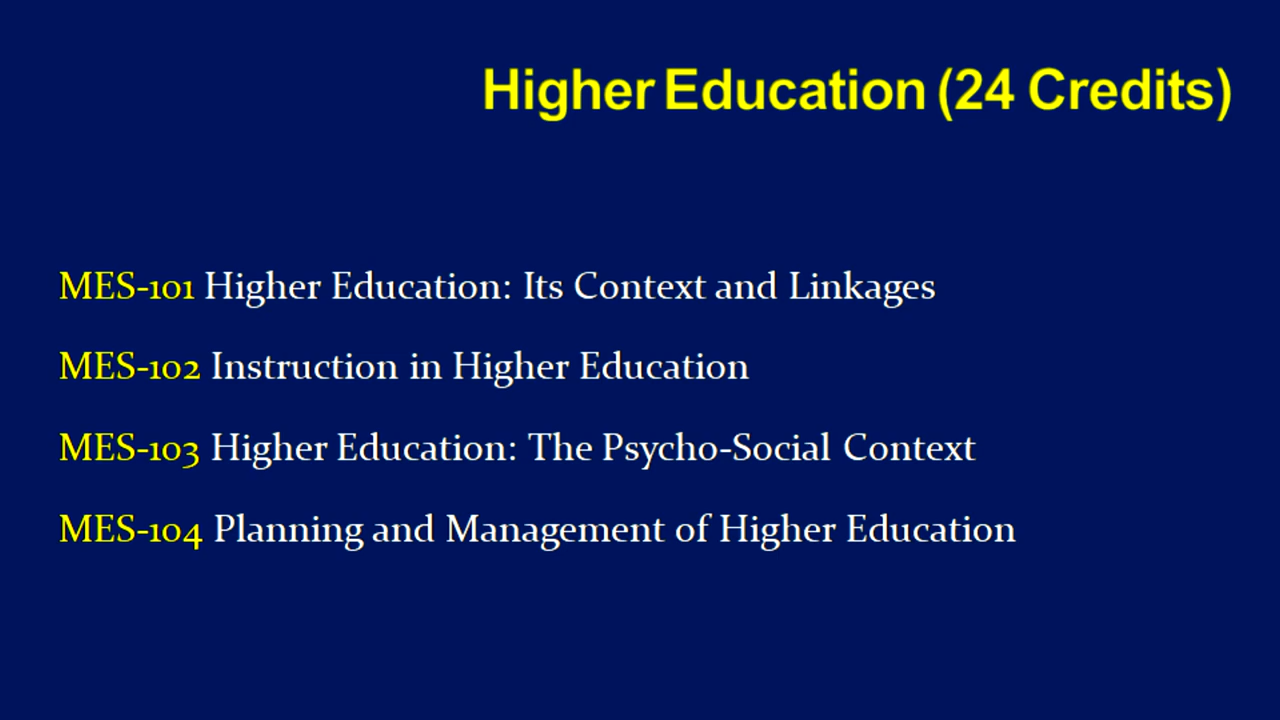 Higher Education (24 Credits)
MES-101 Higher Education: Its Context and Linkages
MES-102 Instruction in Higher Education
MES-103 Higher Education: The Psycho-Social Context
MES-104 Planning and Management of Higher Education